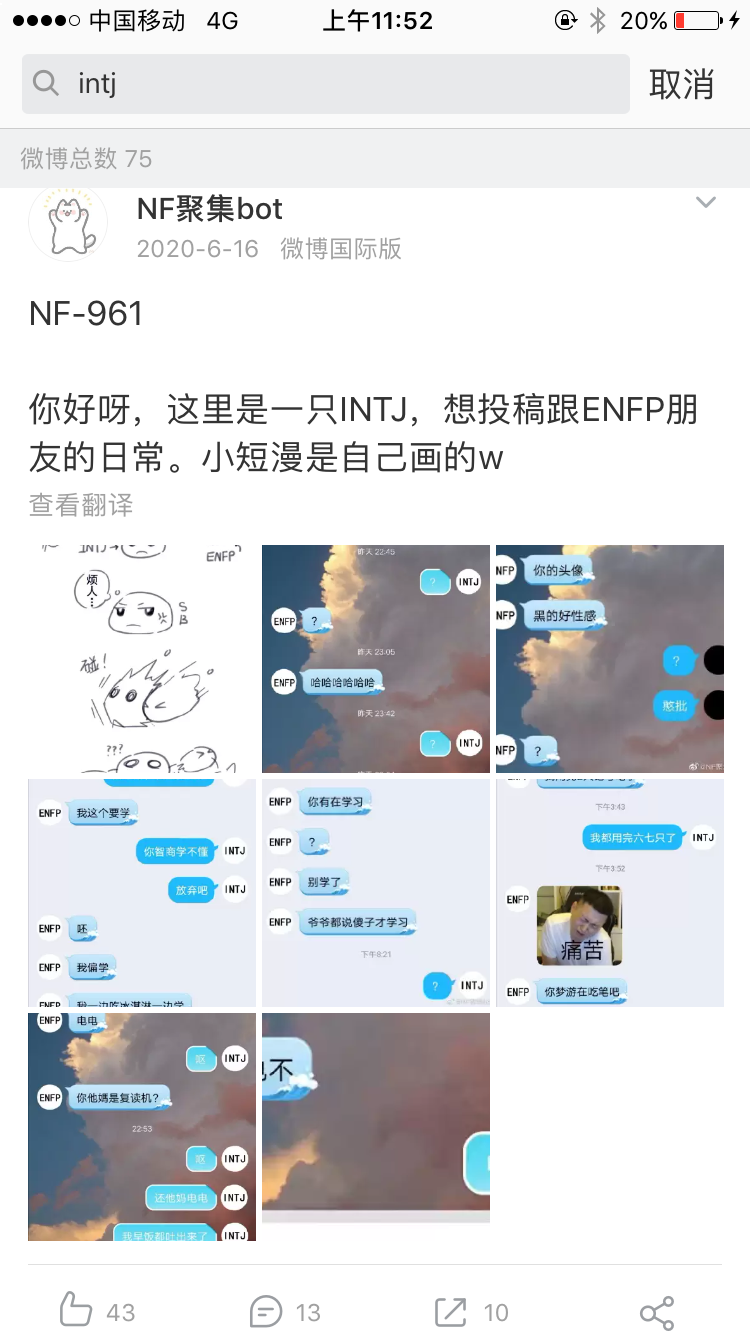 中国移动 4G 上午11:52 20%
intj 取消
微博总数 75
NF聚集bot
2020-6-16 微博国际版
NF-961
你好呀，这里是一只INTJ，想投稿跟ENFP朋
友的日常。小短漫是自己画的w
查看翻译
INTJ→
ENFP
烦人…
S
B
碰!
???
昨天 22:45
? INTJ
ENFP ?
昨天 23:05
ENFP 哈哈哈哈哈哈
昨天 23:42
? INTJ
NFP 你的头像
NFP 黑的好性感
?
憨批
NFP ?
ENFP 我这个要学
你智商学不懂 INTJ
放弃吧 INTJ
ENFP 呸
ENFP 我偏学
ENFP 我一边吃冰淇淋一边学
ENFP 你有在学习
ENFP ?
ENFP 别学了
ENFP 爷爷都说傻子才学习
下午8:21
? INTJ
下午3:43
我都用完六七只了 INTJ
下午3:52
ENFP
痛苦
ENFP 你梦游在吃笔吧
ENFP 电电
呕 INTJ
ENFP 你他媽是复读机?
22:53
呕 INTJ
还他妈电电 INTJ
我早饭都吐出来了 INTJ
不
43 13 10